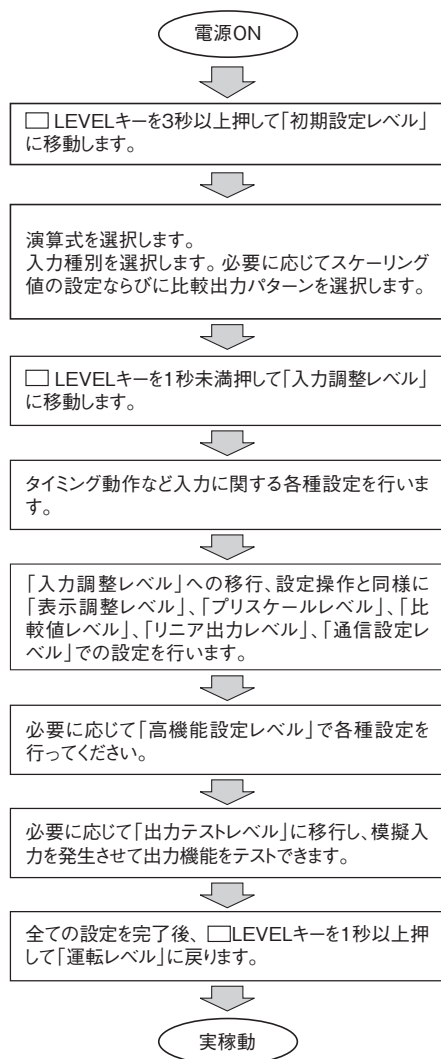 電源ON
□ LEVELキーを3秒以上押して「初期設定レベル」
に移動します。
演算式を選択します。
入力種別を選択します。必要に応じてスケーリング
値の設定ならびに比較出力パターンを選択します。
□ LEVELキーを1秒未満押して「入力調整レベル」
に移動します。
タイミング動作など入力に関する各種設定を行いま
す。
「入力調整レベル」への移行、設定操作と同様に
「表示調整レベル」、「プリスケールレベル」、「比
較値レベル」、「リニア出力レベル」、「通信設定レ
ベル」での設定を行います。
必要に応じて「高機能設定レベル」で各種設定を
行ってください。
必要に応じて「出力テストレベル」に移行し、模擬入
力を発生させて出力機能をテストできます。
全ての設定を完了後、□LEVELキーを1秒以上押
して「運転レベル」に戻ります。
実稼動